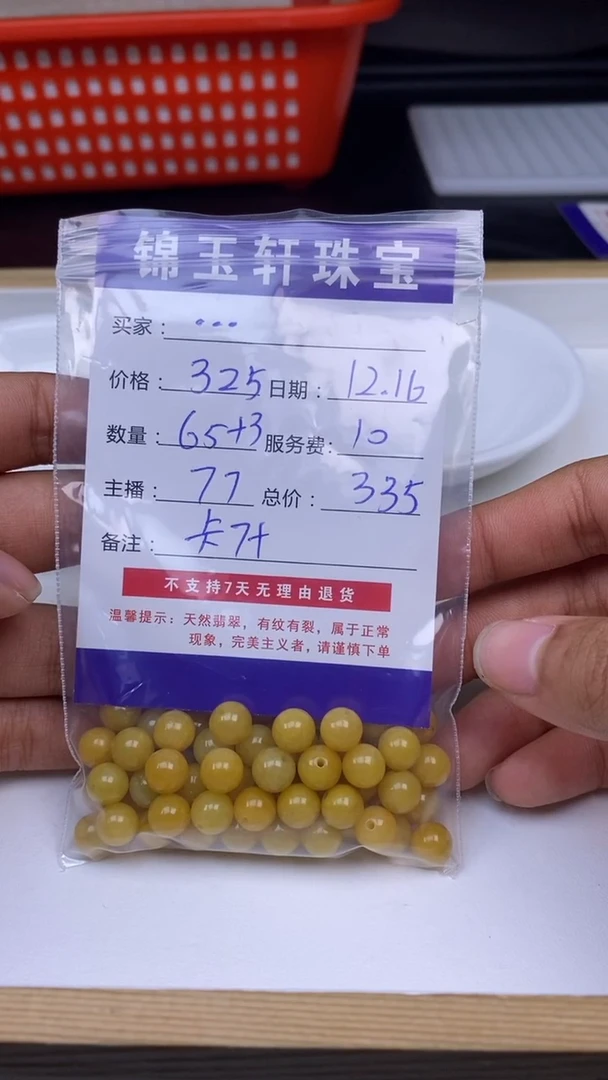 锦玉轩珠宝
买家：...
价格：325 日期：12.16
数量：65+3 服务费：10
主播：77 总价：335
备注：卡7+
不支持7天无理由退货
温馨提示：天然翡翠，有纹有裂，属于正常
现象，完美主义者，请谨慎下单